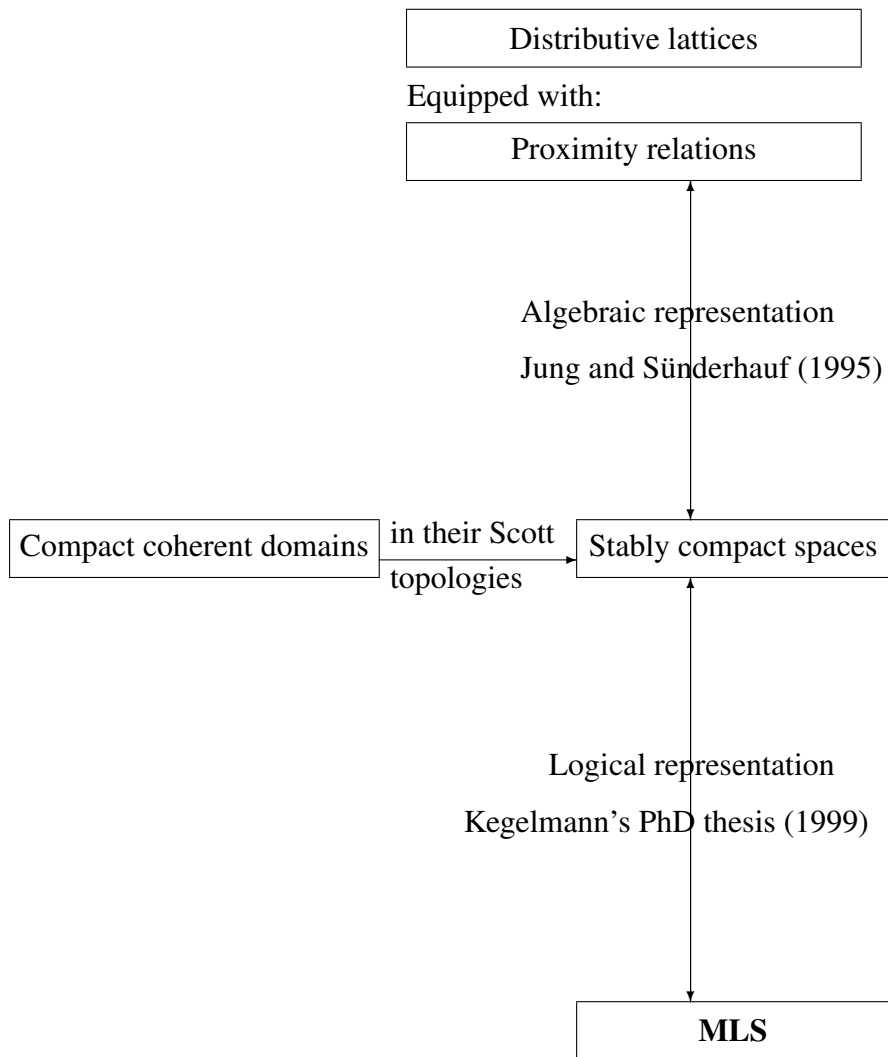 Distributive lattices
Equipped with:
Proximity relations
Algebraic representation
Jung and Sünderhauf (1995)
Compact coherent domains
in their Scott
topologies
Stably compact spaces
Logical representation
Kegelmann's PhD thesis (1999)
MLS